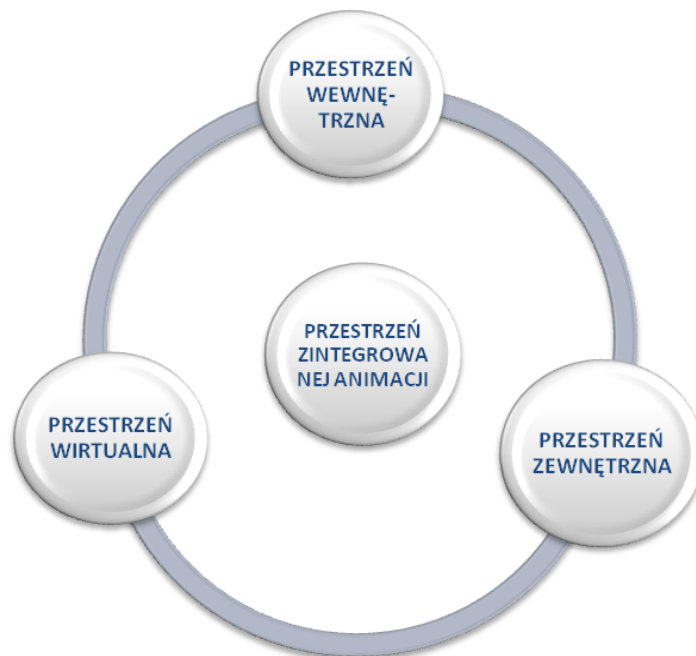 PRZESTRZEŃ
WEWNĘ-
TRZNA
PRZESTRZEŃ
ZINTEGROWA
NEJ ANIMACJI
PRZESTRZEŃ
WIRTUALNA
PRZESTRZEŃ
ZEWNĘTRZNA